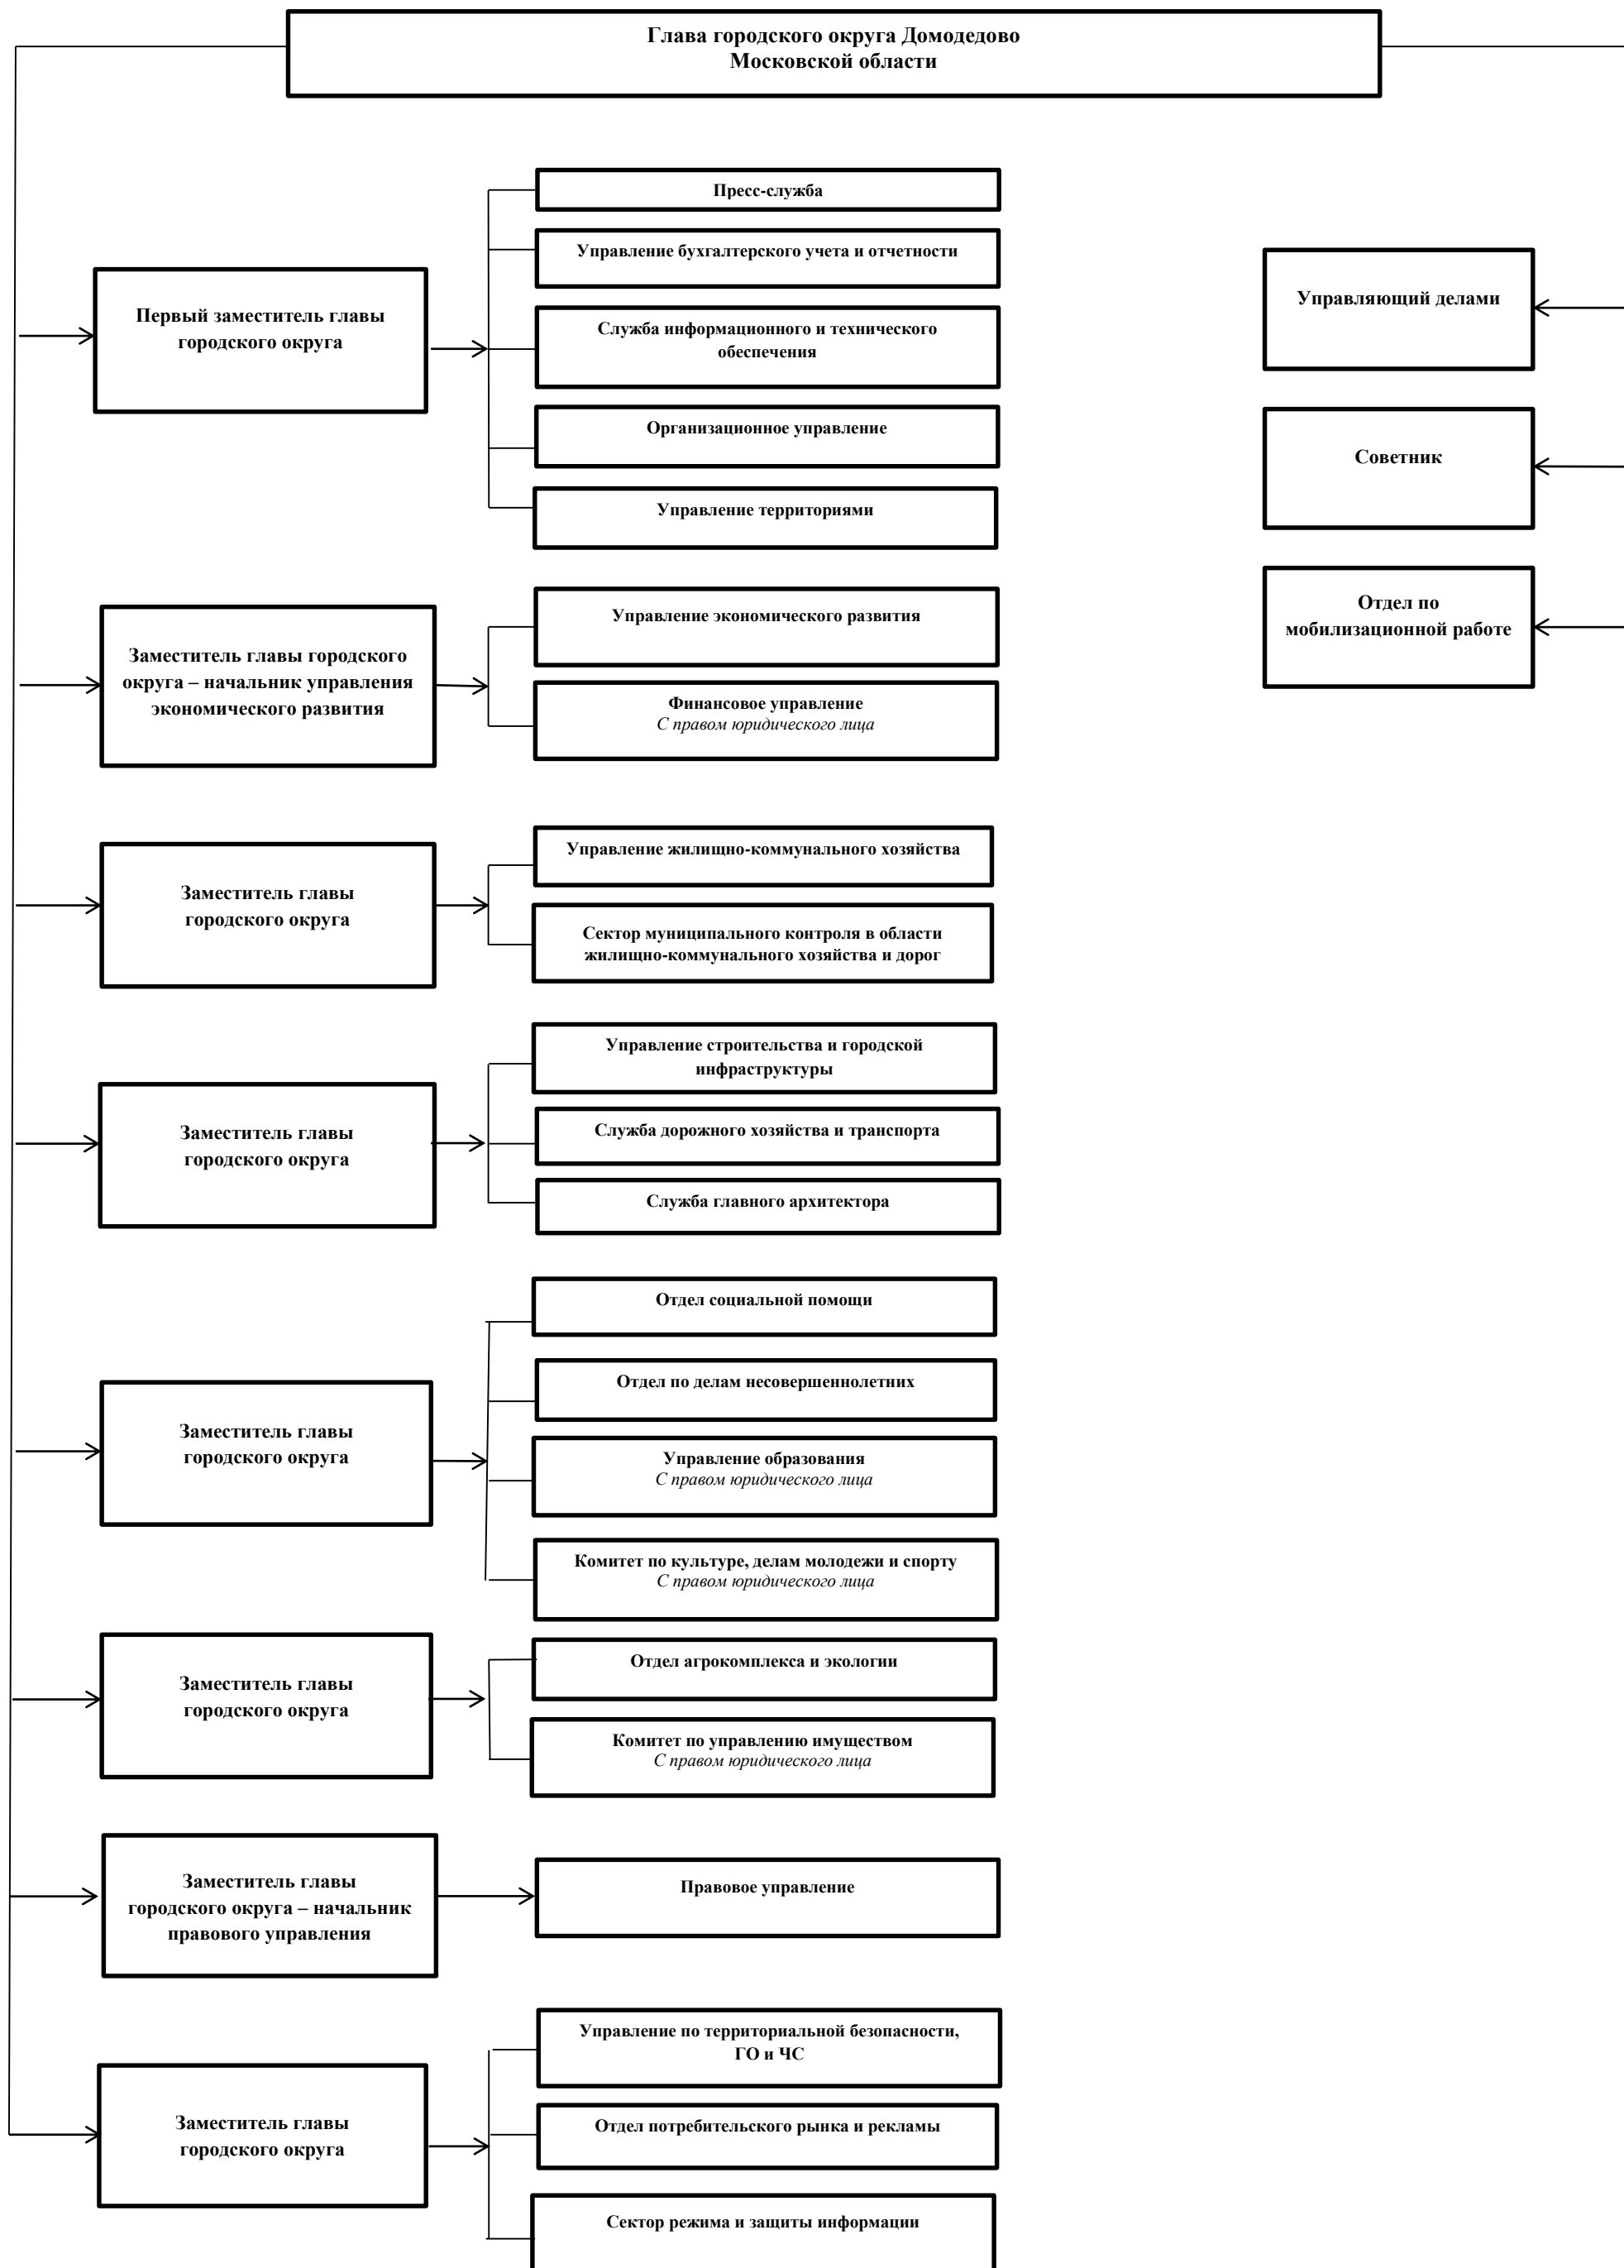 Глава городского округа Домодедово
Московской области
Пресс-служба
Управление бухгалтерского учета и отчетности
Первый заместитель главы
городского округа
Служба информационного и технического
обеспечения
Организационное управление
Управление территориями
Управляющий делами
Советник
Отдел по
мобилизационной работе
Заместитель главы городского
округа – начальник управления
экономического развития
Управление экономического развития
Финансовое управление
С правом юридического лица
Заместитель главы
городского округа
Управление жилищно-коммунального хозяйства
Сектор муниципального контроля в области
жилищно-коммунального хозяйства и дорог
Заместитель главы
городского округа
Управление строительства и городской
инфраструктуры
Служба дорожного хозяйства и транспорта
Служба главного архитектора
Заместитель главы
городского округа
Отдел социальной помощи
Отдел по делам несовершеннолетних
Управление образования
С правом юридического лица
Комитет по культуре, делам молодежи и спорту
С правом юридического лица
Заместитель главы
городского округа
Отдел агрокомплекса и экологии
Комитет по управлению имуществом
С правом юридического лица
Заместитель главы
городского округа – начальник
правового управления
Правовое управление
Заместитель главы
городского округа
Управление по территориальной безопасности,
ГО и ЧС
Отдел потребительского рынка и рекламы
Сектор режима и защиты информации